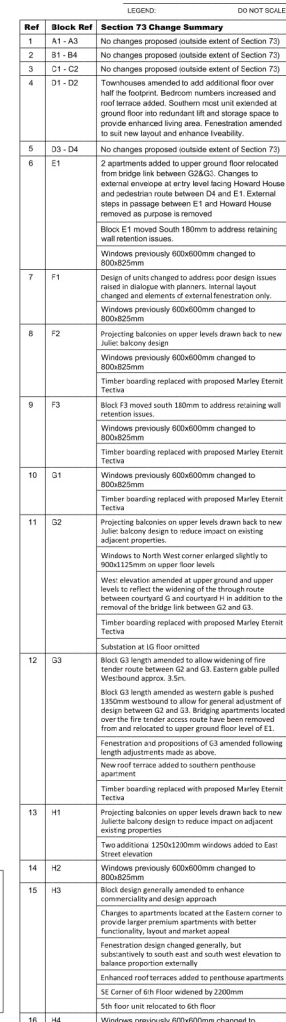 LEGEND:
DO NOT SCALE
Ref Block Ref Section 73 Change Summary
1 A1 - A3 No changes proposed (outside extent of Section 73)
2 B1 - B4 No changes proposed (outside extent of Section 73)
3 C1 - C2 No changes proposed (outside extent of Section 73)
4 D1 - D2 Townhouses amended to add additional floor over
half the footprint. Bedroom numbers increased and
roof terrace added. Southern most unit extended at
ground floor into redundant lift and storage space to
provide enhanced living area. Fenestration amended
to suit new layout and enhance liveability.
5 D3 - D4 No changes proposed (outside extent of Section 73)
6 E1 2 apartments added to upper ground floor relocated
from bridge link between G2&G3. Changes to
external envelope at entry level facing Howard House
and pedestrian route between D4 and E1. External
steps in passage between E1 and Howard House
removed as purpose is removed
Block E1 moved South 180mm to address retaining
wall retention issues.
Windows previously 600x600mm changed to
800x825mm
7 F1 Design of units changed to address poor design issues
raised in dialogue with planners. Internal layout
changed and elements of external fenestration only.
Windows previously 600x600mm changed to
800x825mm
8 F2 Projecting balconies on upper levels drawn back to new
Juliet balcony design
Windows previously 600x600mm changed to
800x825mm
Timber boarding replaced with proposed Marley Eternit
Tectiva
9 F3 Block F3 moved south 180mm to address retaining wall
retention issues.
Windows previously 600x600mm changed to
800x825mm
Timber boarding replaced with proposed Marley Eternit
Tectiva
10 G1 Windows previously 600x600mm changed to
800x825mm
Timber boarding replaced with proposed Marley Eternit
Tectiva
11 G2 Projecting balconies on upper levels drawn back to new
Juliet balcony design to reduce impact on existing
adjacent properties.
Windows to North West corner enlarged slightly to
900x1125mm on upper floor levels
West elevation amended at ground and upper
levels to reflect the widening of the through route
between courtyard G and courtyard H in addition to the
removal of the bridge link between G2 and G3.
Timber boarding replaced with proposed Marley Eternit
Tectiva
Substation at LG floor omitted
12 G3 Block G3 length amended to allow widening of fire
tender route between G2 and G3. Eastern gable pulled
Westbound approx. 3.5m.
Block G3 length amended as western gable is pushed
1350mm westbound to allow for general adjustment of
design between G2 and G3. Bridging apartments located
over the fire tender access route have been removed
from and relocated to upper ground floor level of E1.
Fenestration and propositions of G3 amended following
length adjustments made as above.
New roof terrace added to southern penthouse
apartment
Timber boarding replaced with proposed Marley Eternit
Tectiva
13 H1 Projecting balconies on upper levels drawn back to new
Juliette balcony design to reduce impact on adjacent
existing properties
Two additional 1250x1200mm windows added to East
Street elevation
14 H2 Windows previously 600x600mm changed to
800x825mm
15 H3 Block design generally amended to enhance
commerciality and design approach
Changes to apartments located at the Eastern corner to
provide larger premium apartments with better
functionality, layout and market appeal
Fenestration design changed generally, but
substantively to south east and south west elevation to
balance proportion externally
Enhanced roof terraces added to penthouse apartments
SE Corner of 6th Floor widened by 2200mm
5th floor unit relocated to 6th floor
16 H4 Windows previously 600x600mm changed to